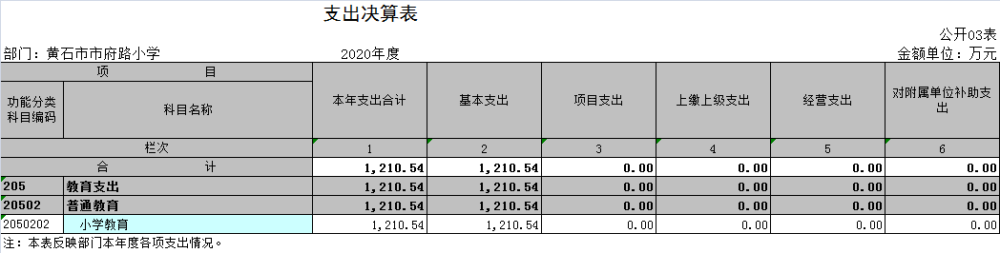 支出决算表
公开03表
部门：黄石市市府路小学 2020年度 金额单位：万元
项 目 本年支出合计 基本支出 项目支出 上缴上级支出 经营支出 对附属单位补助支出
功能分类科目编码 科目名称
栏次 1 2 3 4 5 6
合 计 1,210.54 1,210.54 0.00 0.00 0.00 0.00
205 教育支出 1,210.54 1,210.54 0.00 0.00 0.00 0.00
20502 普通教育 1,210.54 1,210.54 0.00 0.00 0.00 0.00
2050202 小学教育 1,210.54 1,210.54 0.00 0.00 0.00 0.00
注：本表反映部门本年度各项支出情况。